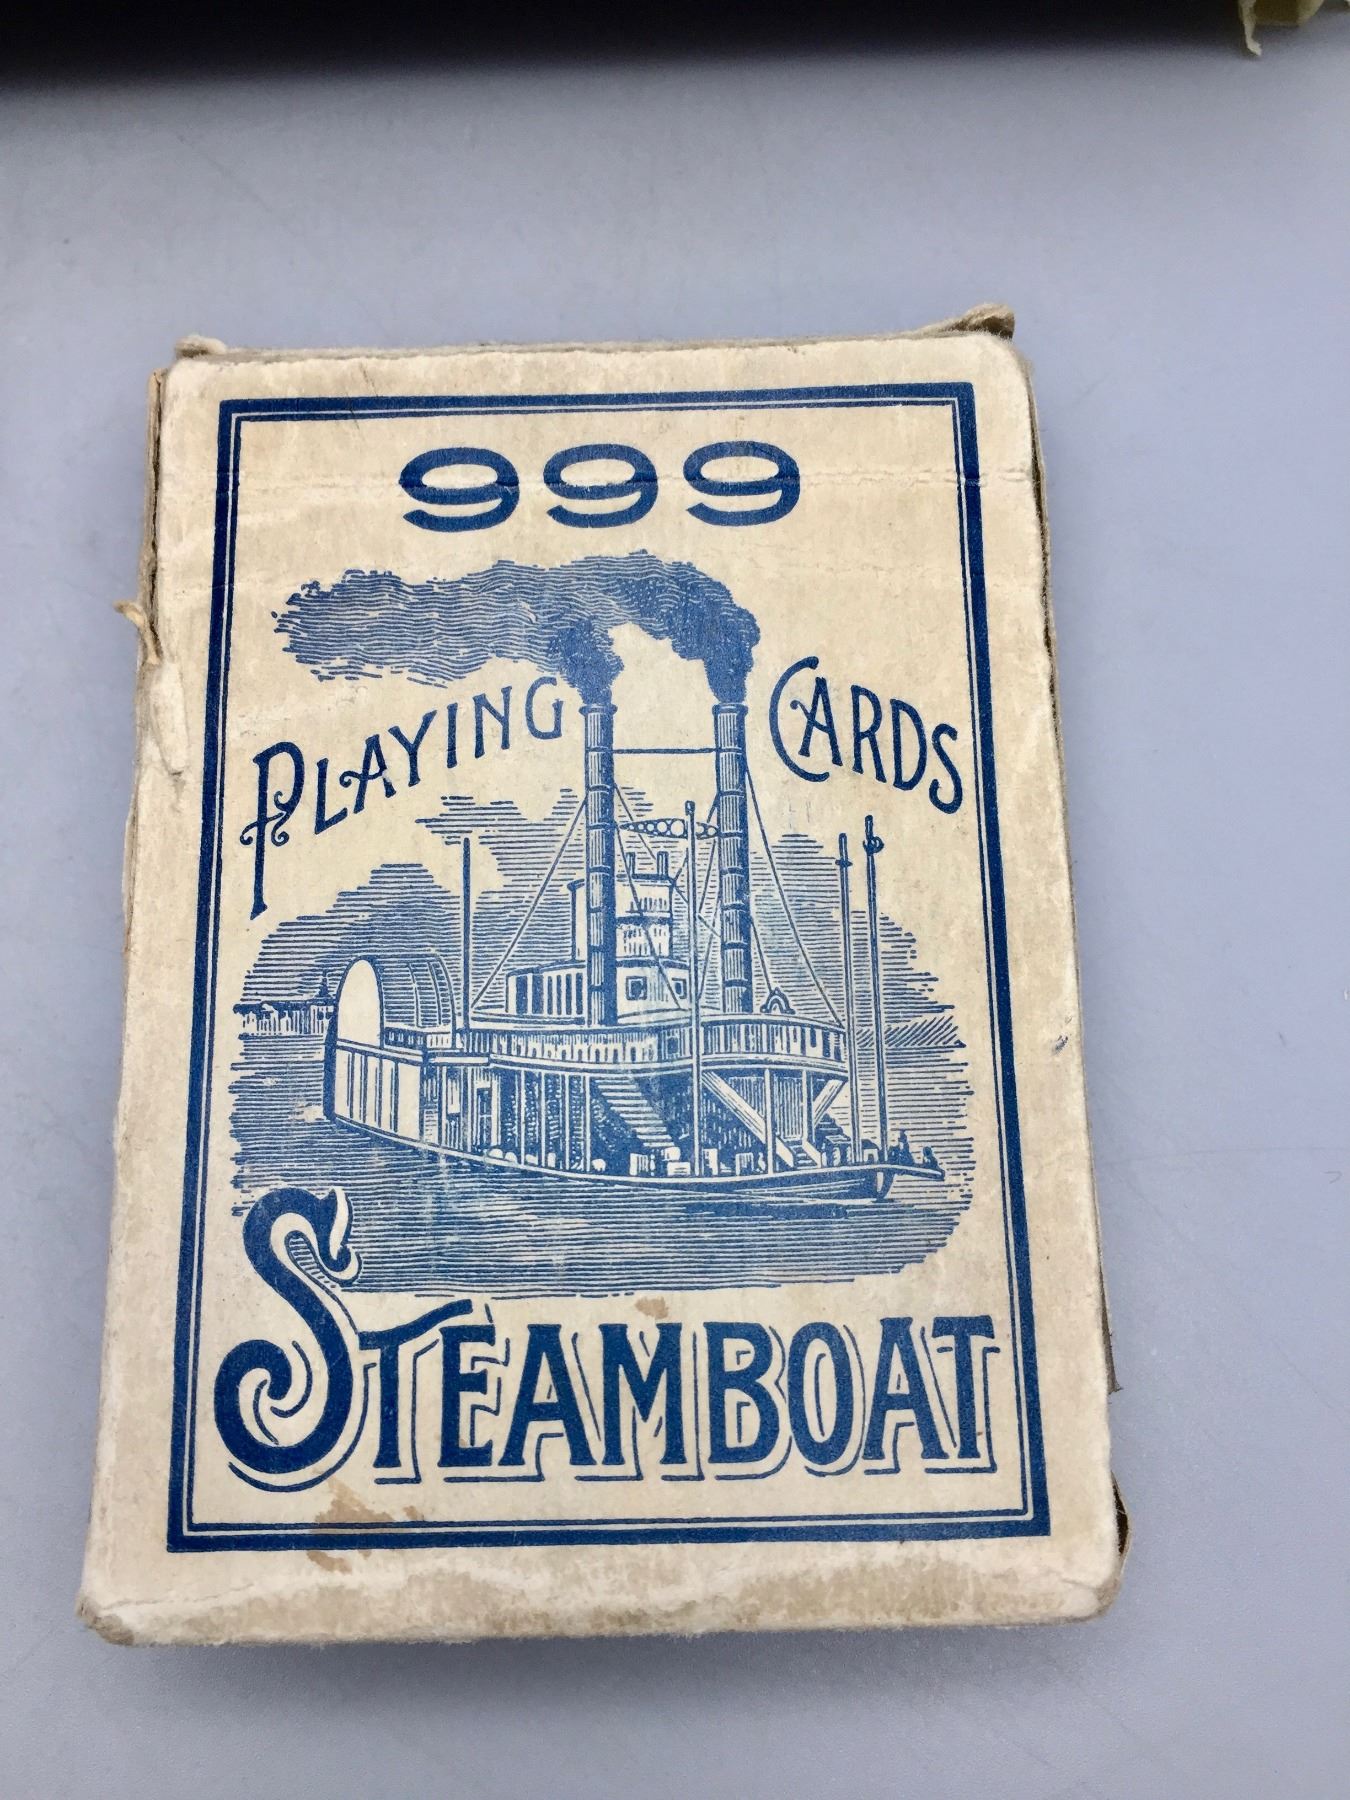 999
PLAYING CARDS
STEAMBOAT